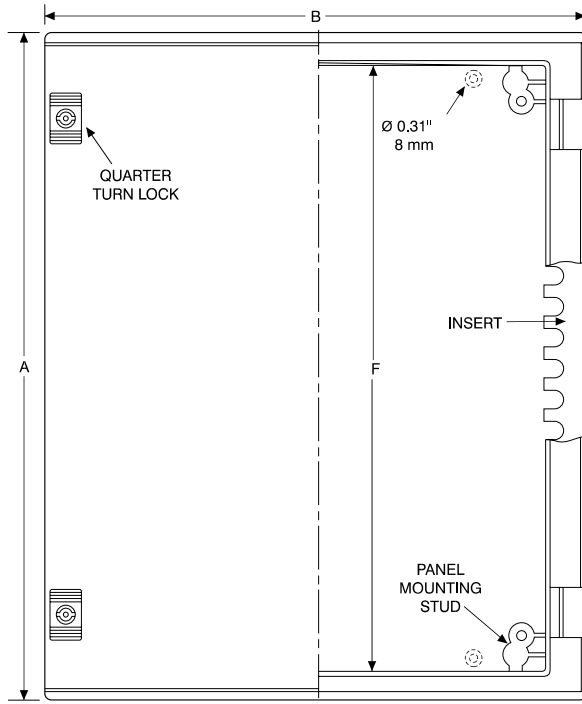 B
Ø 0.31"
8 mm
QUARTER
TURN LOCK
INSERT
A
F
PANEL
MOUNTING
STUD